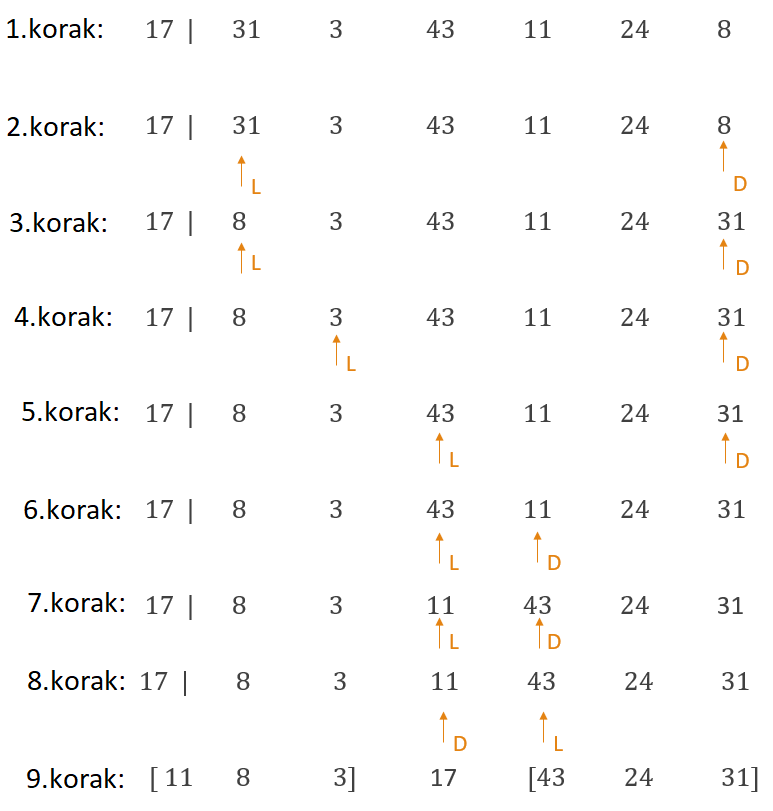 1.korak: 17 | 31 3 43 11 24 8
2.korak: 17 | 31 3 43 11 24 8
L D
3.korak: 17 | 8 3 43 11 24 31
L D
4.korak: 17 | 8 3 43 11 24 31
L D
5.korak: 17 | 8 3 43 11 24 31
L D
6.korak: 17 | 8 3 43 11 24 31
L D
7.korak: 17 | 8 3 11 43 24 31
L D
8.korak: 17 | 8 3 11 43 24 31
D L
9.korak: [ 11 8 3] 17 [43 24 31]